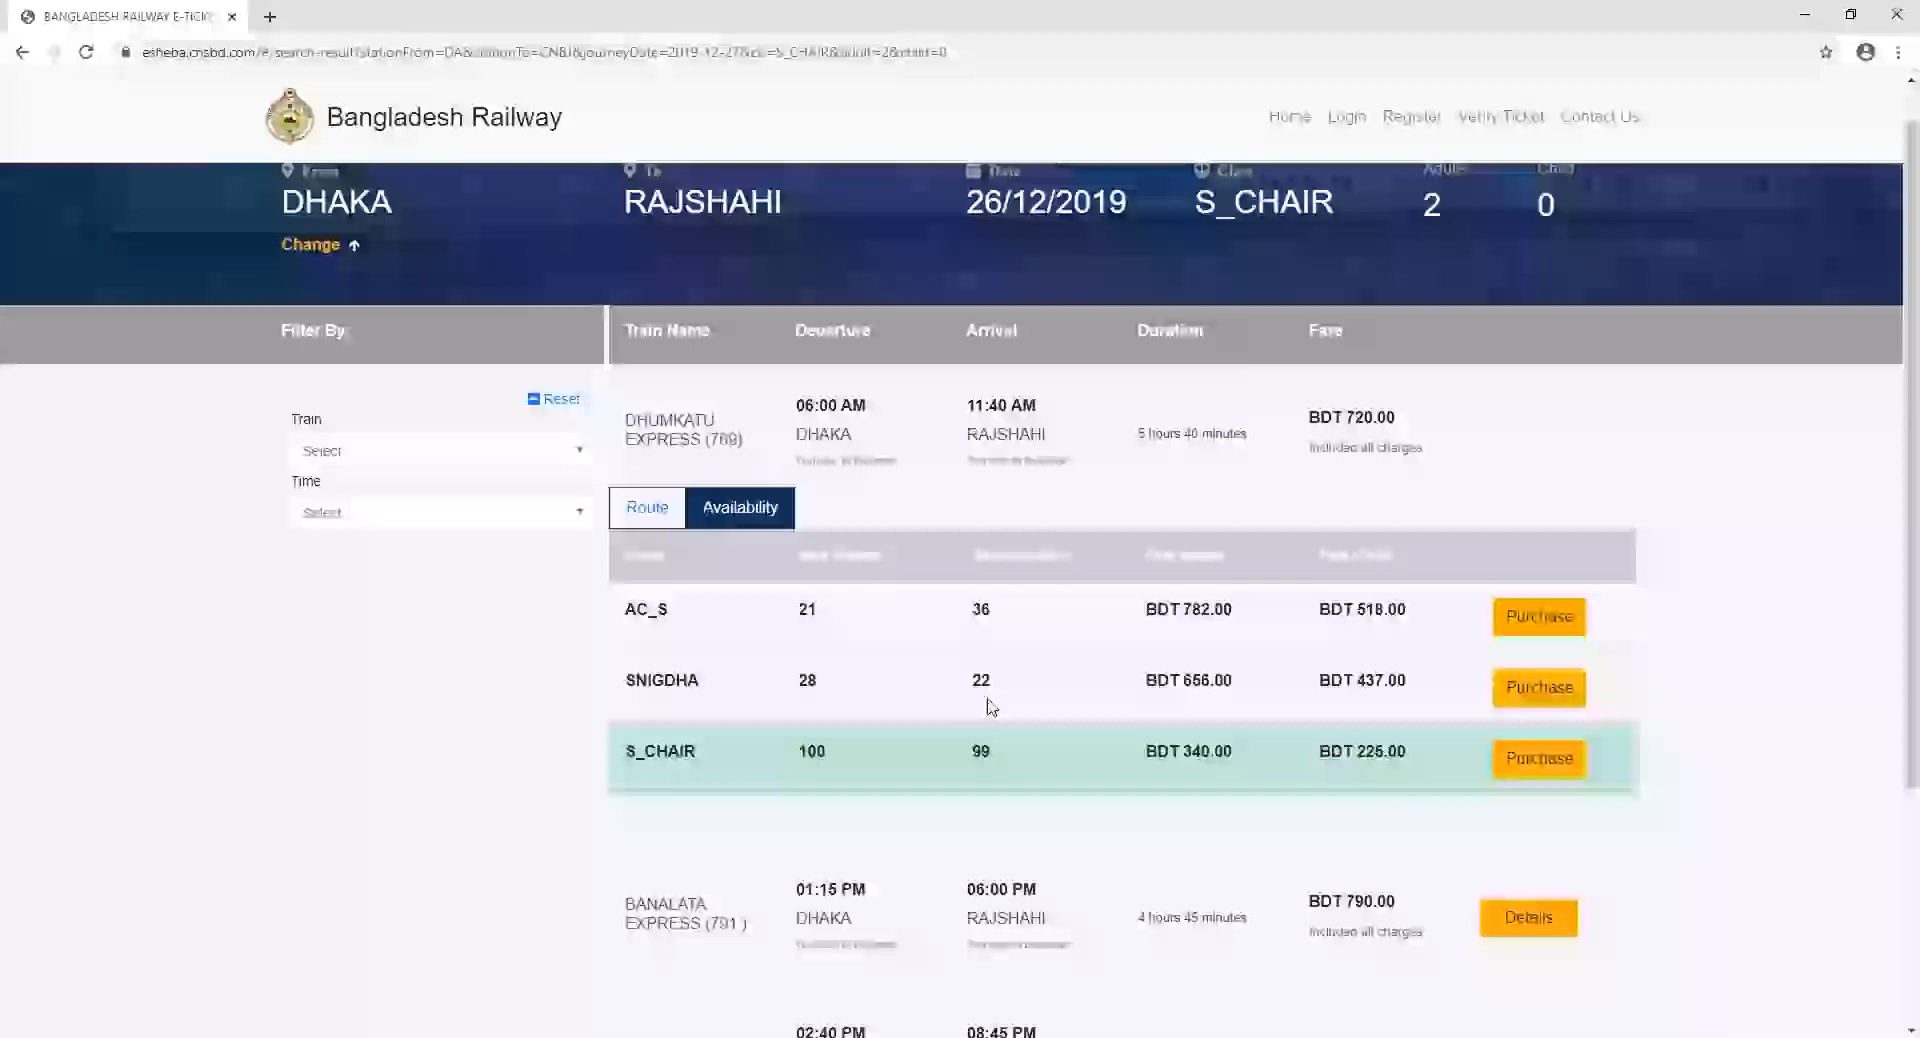 BANGLADESH RAILWAY E-TICK
Bangladesh Railway
Home Login Register Verify Ticket Contact Us
From To Date Class Adults Child
DHAKA RAJSHAHI 26/12/2019 S_CHAIR 2 0
Change
Filter By: Train Name Departure Arrival Duration Fare
Reset
Train
Select
Time
Select
06:00 AM 11:40 AM
DHUMKATU BDT 720.00
EXPRESS (769) DHAKA RAJSHAHI 5 hours 40 minutes
Included all charges
Route Availability
AC_S 21 36 BDT 782.00 BDT 518.00 Purchase
SNIGDHA 28 22 BDT 656.00 BDT 437.00 Purchase
S_CHAIR 100 99 BDT 340.00 BDT 225.00 Purchase
01:15 PM 06:00 PM
BANALATA BDT 790.00
EXPRESS (791 ) DHAKA RAJSHAHI 4 hours 45 minutes Details
Included all charges
02:40 PM 08:45 PM